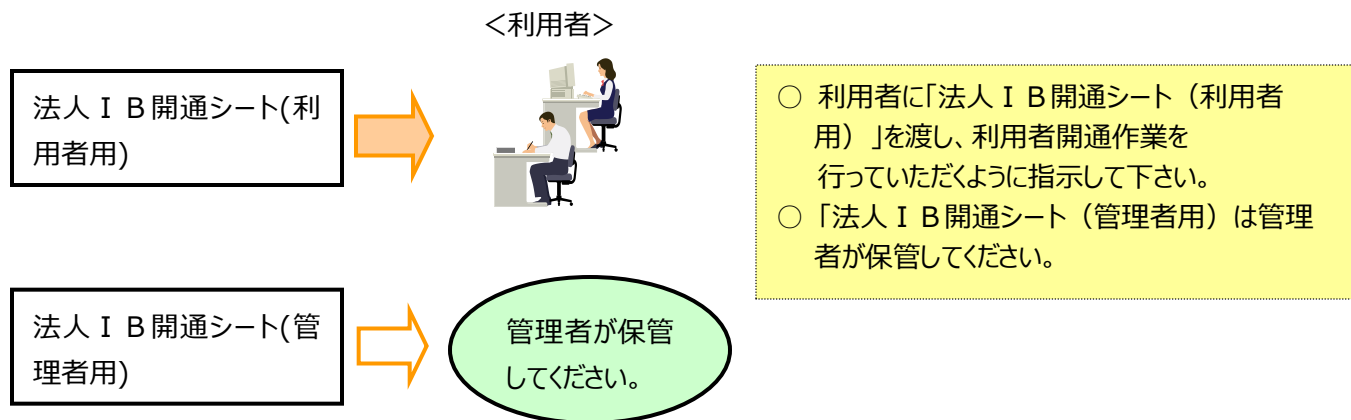 ＜利用者＞
法人ＩＢ開通シート(利
用者用)
○ 利用者に「法人ＩＢ開通シート（利用者
用）」を渡し、利用者開通作業を
行っていただくように指示して下さい。
○ 「法人ＩＢ開通シート（管理者用）は管理
者が保管してください。
法人ＩＢ開通シート(管
理者用)
管理者が保管
してください。